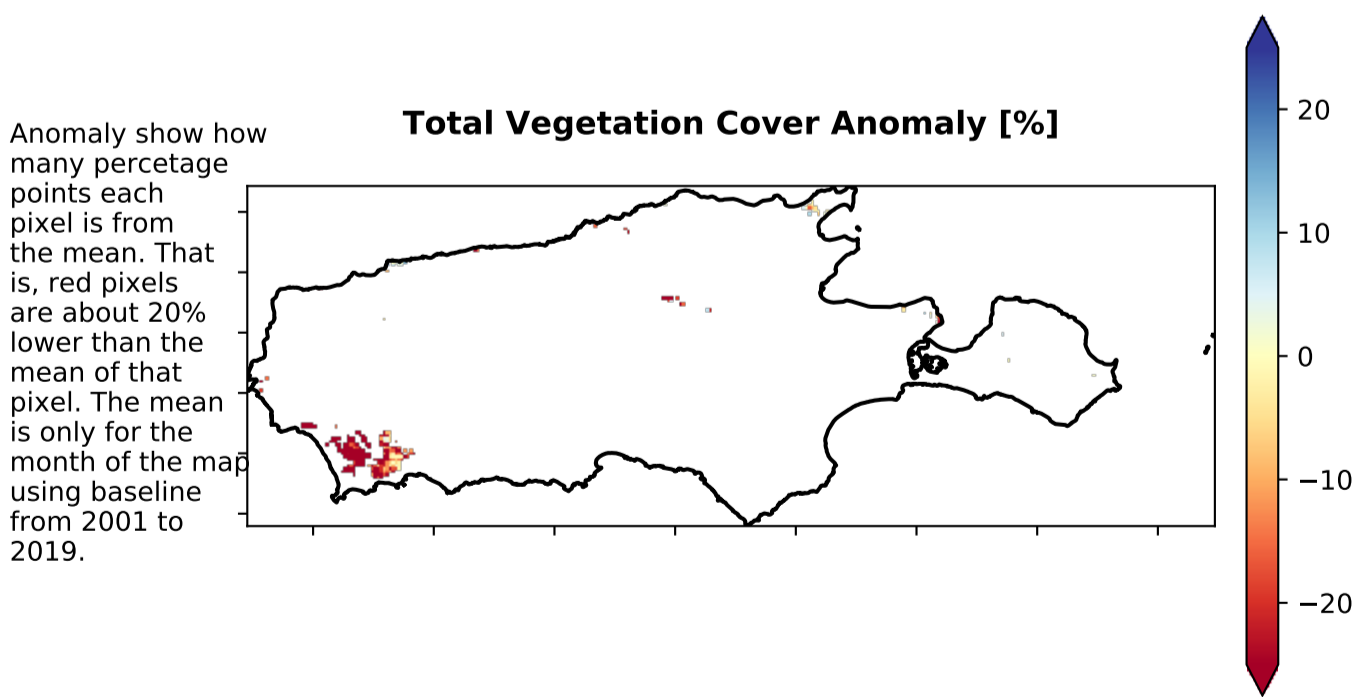 Total Vegetation Cover Anomaly [%]
Anomaly show how
many percetage
points each
pixel is from
the mean. That
is, red pixels
are about 20%
lower than the
mean of that
pixel. The mean
is only for the
month of the map
using baseline
from 2001 to
2019.
20
10
0
−10
−20